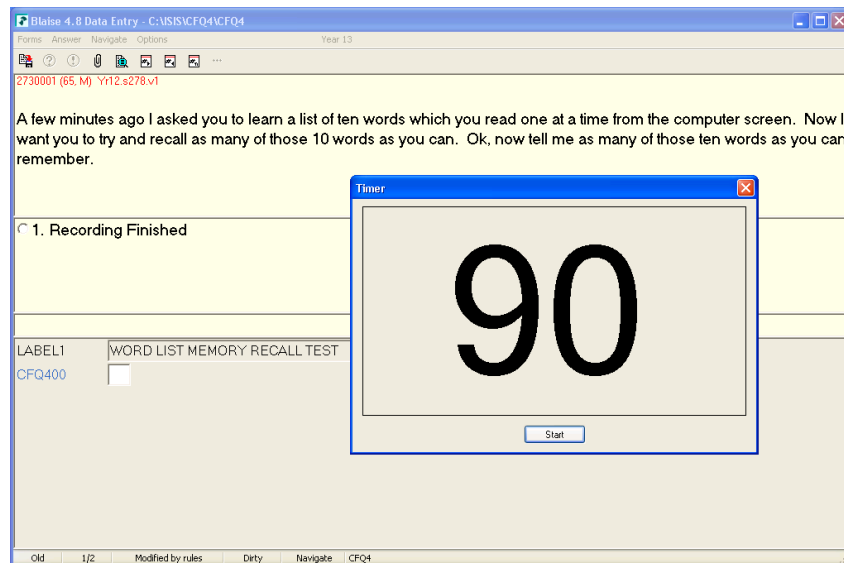 Blaise 4.8 Data Entry - C:\ISIS\CFQ4\CFQ4
Forms Answer Navigate Options Year 13
2730001 (65, M) Yr12.s278.v1
A few minutes ago I asked you to learn a list of ten words which you read one at a time from the computer screen. Now I
want you to try and recall as many of those 10 words as you can. Ok, now tell me as many of those ten words as you can
remember.
Timer
1. Recording Finished
90
LABEL1 WORD LIST MEMORY RECALL TEST
CFQ400
Start
Old 1/2 Modified by rules Dirty Navigate CFQ4